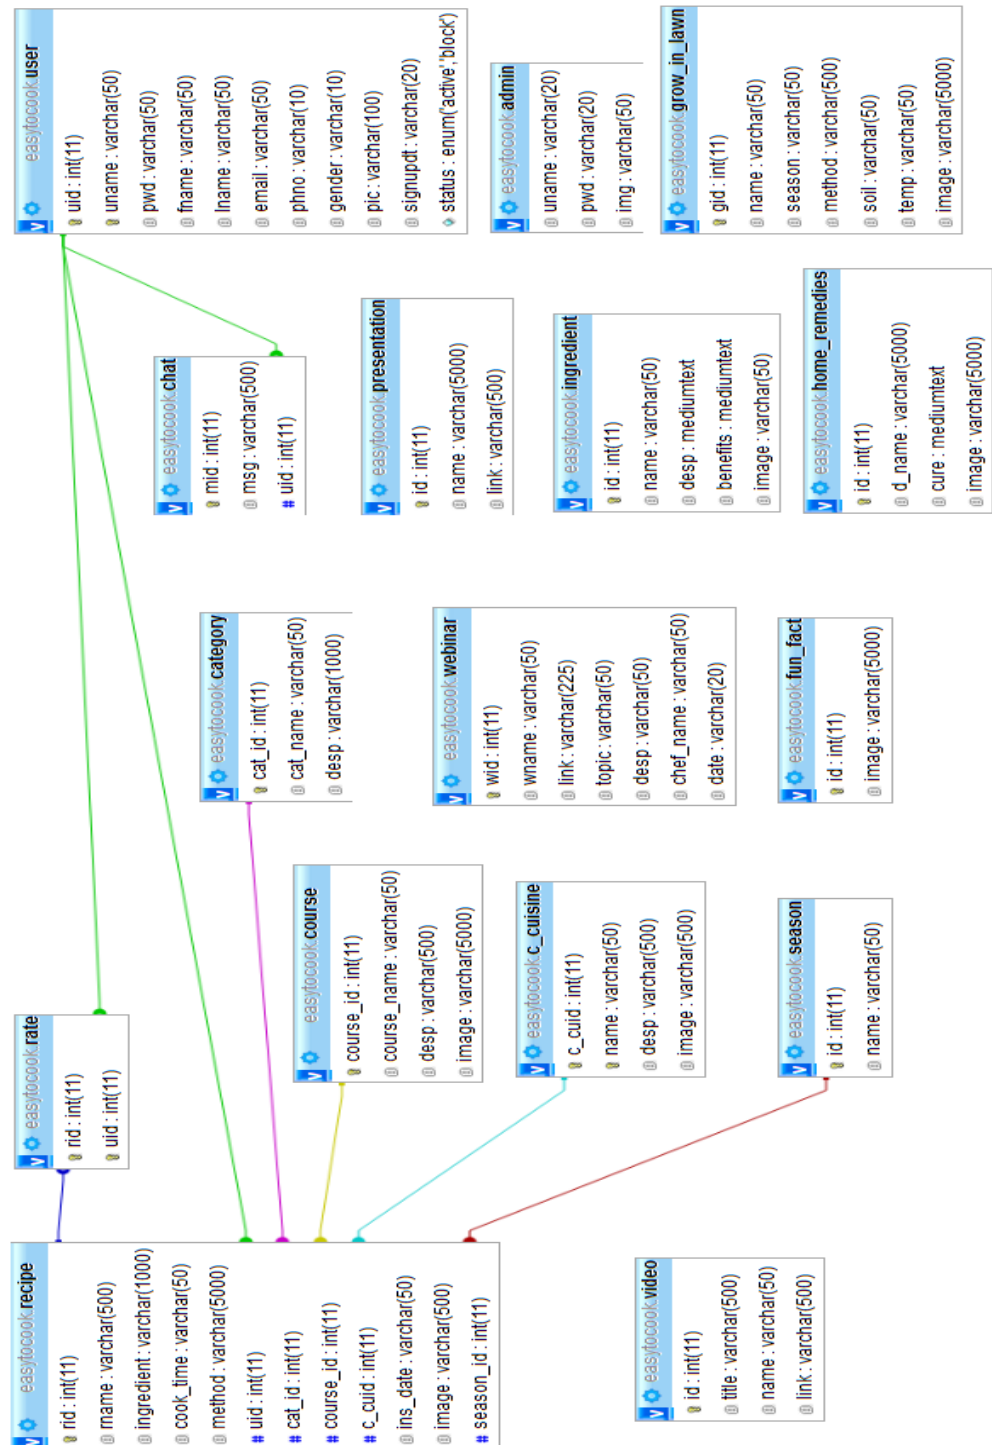 easytocook.recipe
rid : int(11)
rname : varchar(500)
ingredient : varchar(1000)
cook_time : varchar(50)
method : varchar(5000)
uid : int(11)
cat_id : int(11)
course_id : int(11)
c_cuid : int(11)
ins_date : varchar(50)
image : varchar(500)
season_id : int(11)
easytocook.rate
rid : int(11)
uid : int(11)
easytocook.user
uid : int(11)
uname : varchar(50)
pwd : varchar(50)
fname : varchar(50)
lname : varchar(50)
email : varchar(50)
phno : varchar(10)
gender : varchar(10)
pic : varchar(100)
signupdt : varchar(20)
status : enum('active','block')
easytocook.chat
mid : int(11)
msg : varchar(500)
uid : int(11)
easytocook.category
cat_id : int(11)
cat_name : varchar(50)
desp : varchar(1000)
easytocook.course
course_id : int(11)
course_name : varchar(50)
desp : varchar(500)
image : varchar(5000)
easytocook.presentation
id : int(11)
name : varchar(5000)
link : varchar(500)
easytocook.webinar
wid : int(11)
wname : varchar(50)
link : varchar(225)
topic : varchar(50)
desp : varchar(50)
chef_name : varchar(50)
date : varchar(20)
easytocook.admin
uname : varchar(20)
pwd : varchar(20)
img : varchar(50)
easytocook.c_cuisine
c_cuid : int(11)
name : varchar(50)
desp : varchar(500)
image : varchar(500)
easytocook.ingredient
id : int(11)
name : varchar(50)
desp : mediumtext
benefits : mediumtext
image : varchar(50)
easytocook.video
id : int(11)
title : varchar(500)
name : varchar(50)
link : varchar(500)
easytocook.grow_in_lawn
gid : int(11)
name : varchar(50)
season : varchar(50)
method : varchar(500)
soil : varchar(50)
temp : varchar(50)
image : varchar(5000)
easytocook.season
id : int(11)
name : varchar(50)
easytocook.fun_fact
id : int(11)
image : varchar(5000)
easytocook.home_remedies
id : int(11)
d_name : varchar(5000)
cure : mediumtext
image : varchar(5000)